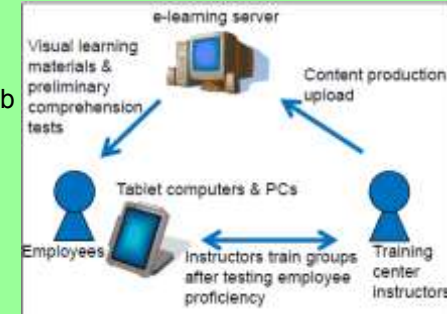 e-learning server
Visual learning
materials &
preliminary
comprehension
tests
Content production
upload
b
Tablet computers & PCs
Employees
Instructors train groups
after testing employee
proficiency
Training
center
instructors